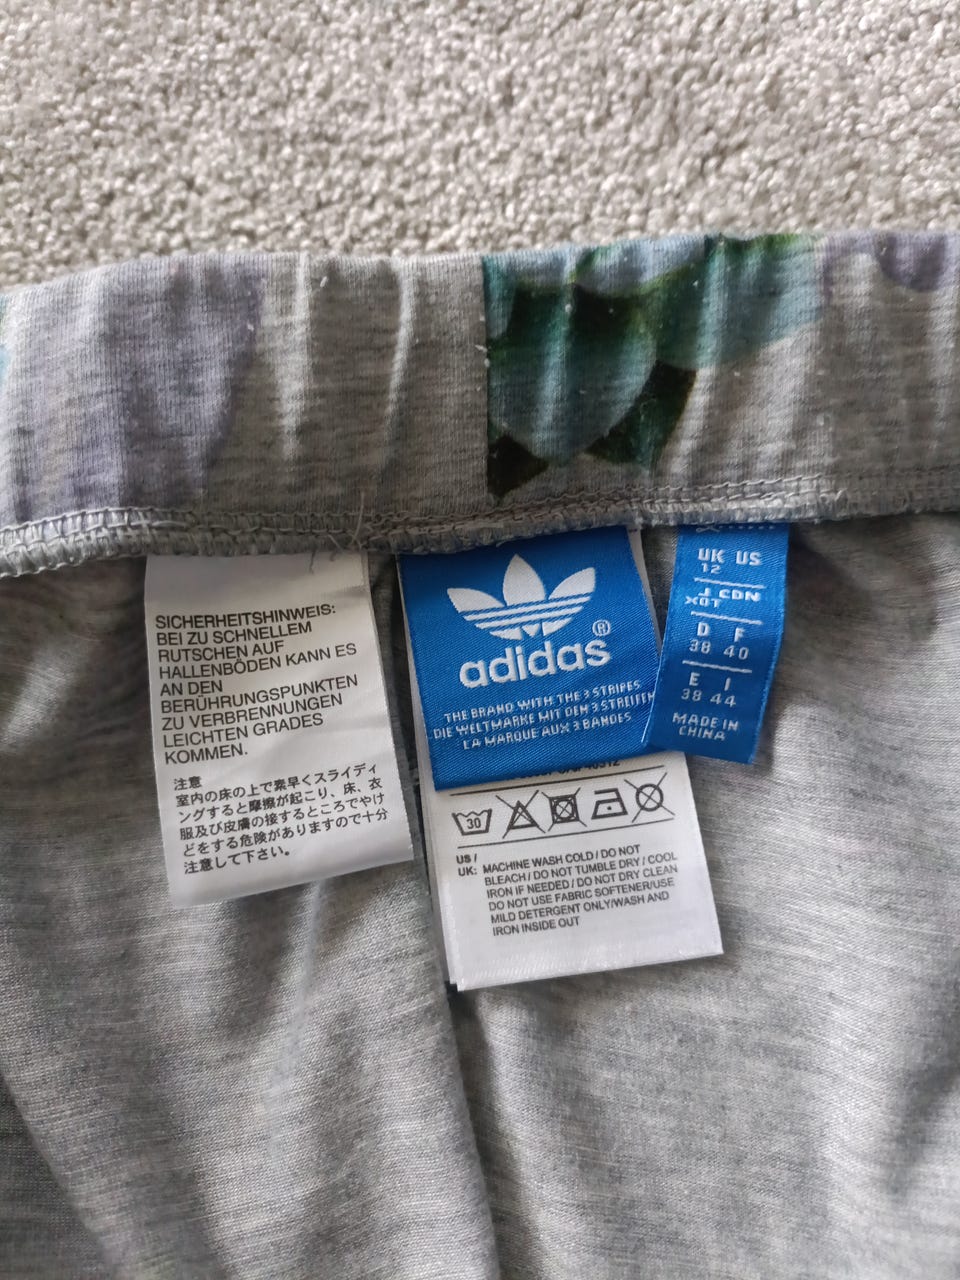 SICHERHEITSHINWEIS:
BEI ZU SCHNELLEM
RUTSCHEN AUF
HALLENBÖDEN KANN ES
AN DEN
BERÜHRUNGSPUNKTEN
ZU VERBRENNUNGEN
LEICHTEN GRADES
KOMMEN.
注意
室内の床の上で素早くスライディ
ングすると摩擦が起こり、床、衣
服及び皮膚の接するところでやけ
どをする危険がありますので十分
注意して下さい。
adidas®
THE BRAND WITH THE 3 STRIPES
DIE WELTMARKE MIT DEN 3 STREIFEN
LA MARQUE AUX 3 BANDES
30
US /
UK: MACHINE WASH COLD / DO NOT
BLEACH / DO NOT TUMBLE DRY / COOL
IRON IF NEEDED / DO NOT DRY CLEAN
DO NOT USE FABRIC SOFTENER/USE
MILD DETERGENT ONLY/WASH AND
IRON INSIDE OUT
UK US
12
J CDN
D F
38 40
E I
38 44
MADE IN
CHINA